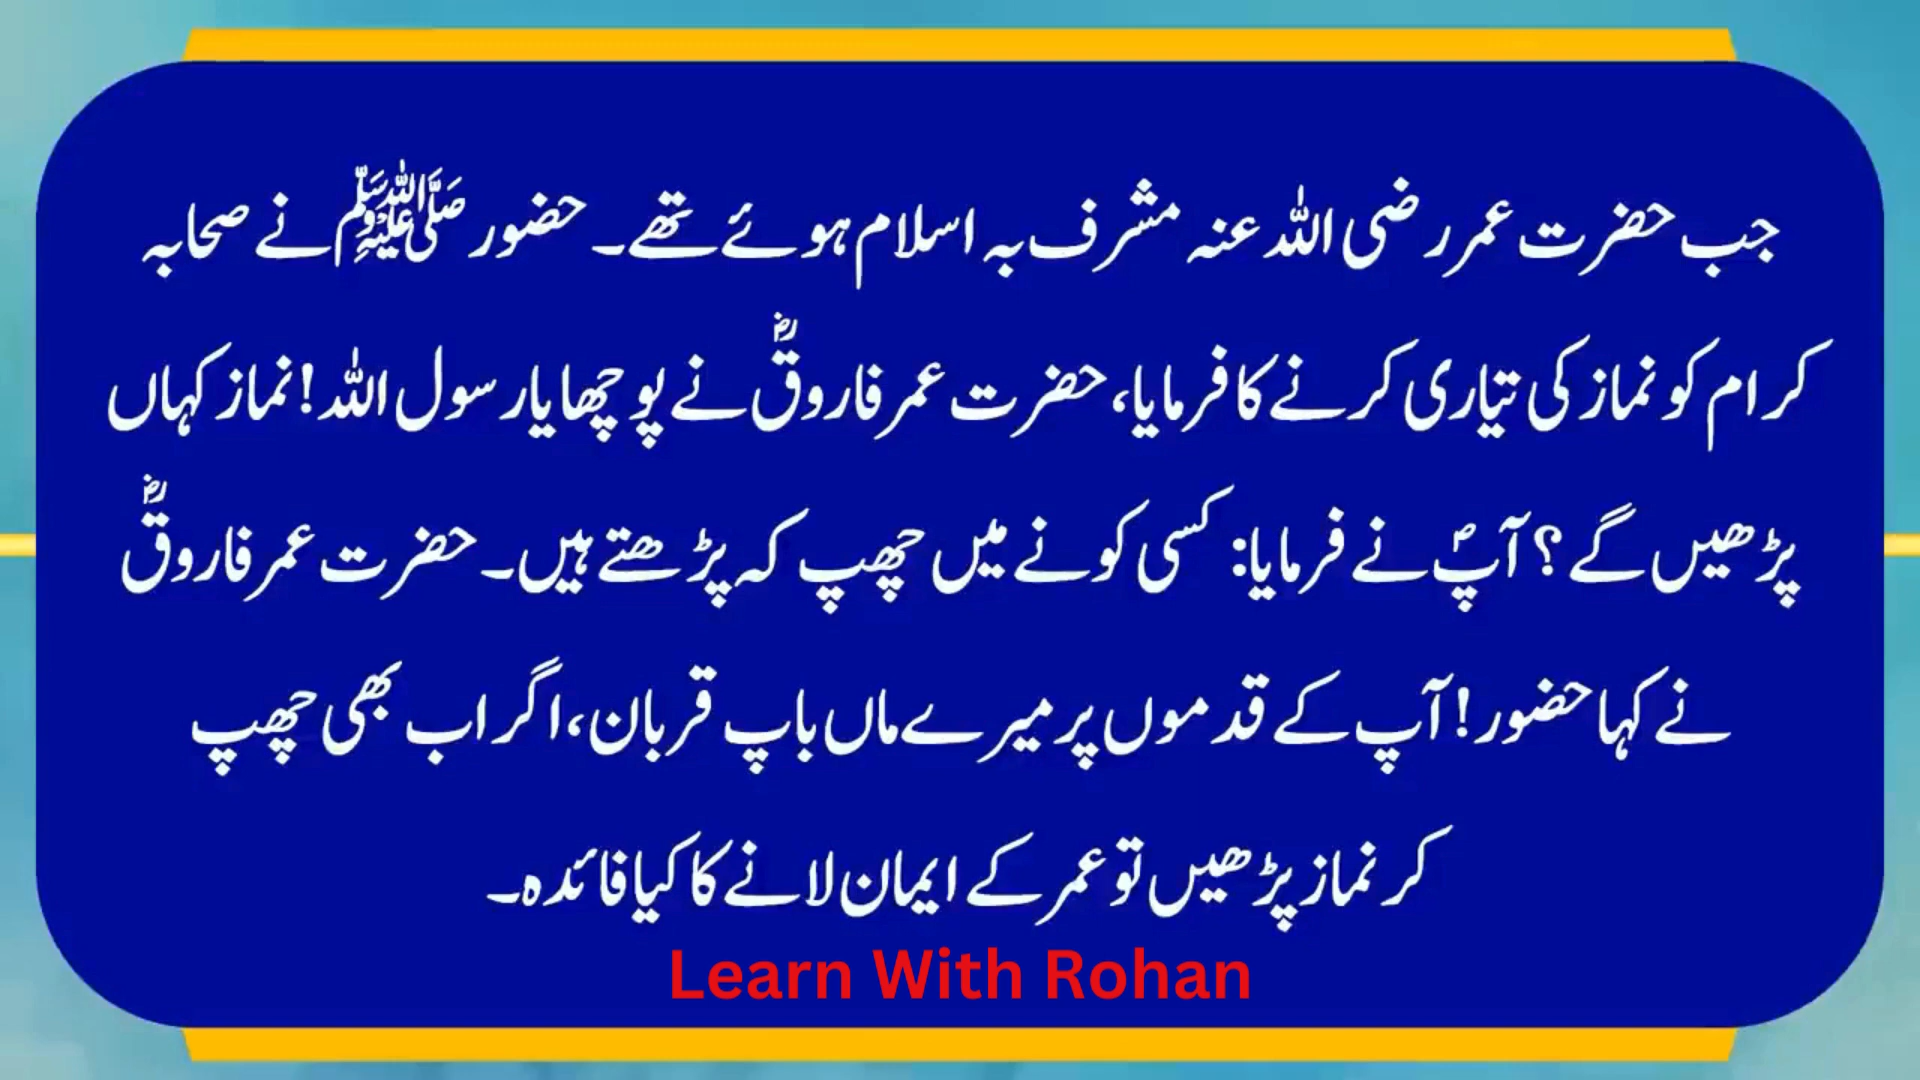 جب حضرت عمر رضی اللہ عنہ مشرف بہ اسلام ہوئے تھے۔ حضور ﷺ نے صحابہ
کرام کو نماز کی تیاری کرنے کا فرمایا، حضرت عمر فاروقؓ نے پوچھا یا رسول اللہ! نماز کہاں
پڑھیں گے؟ آپؐ نے فرمایا: کسی کونے میں چھپ کہ پڑھتے ہیں۔ حضرت عمر فاروقؓ
نے کہا حضور! آپ کے قدموں پر میرے ماں باپ قربان، اگر اب بھی چھپ
کر نماز پڑھیں تو عمر کے ایمان لانے کا کیا فائدہ۔
Learn With Rohan